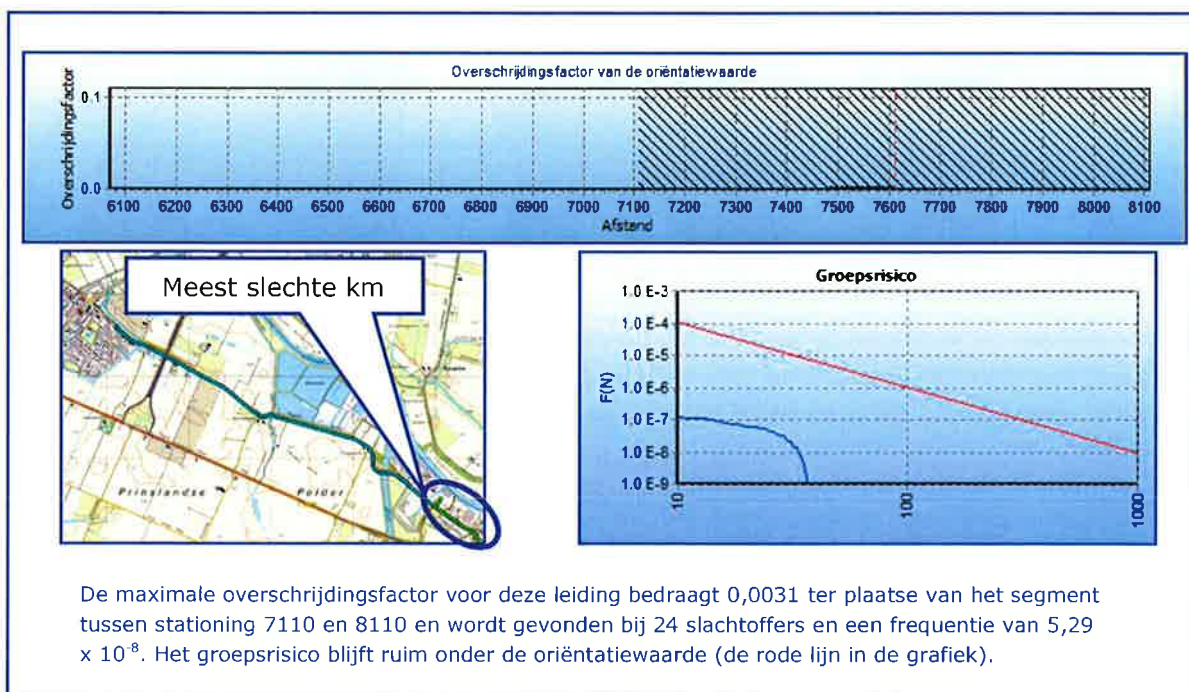 Overschrijdingsfactor van de oriëntatiewaarde
Overschrijdingsfactor
0.1
0.0
6100 6200 6300 6400 6500 6600 6700 6800 6900 7000 7100 7200 7300 7400 7500 7600 7700 7800 7900 8000 8100
Afstand
Meest slechte km
Prinslandse Polder
Groepsrisico
F(N)
1.0 E-3
1.0 E-4
1.0 E-5
1.0 E-6
1.0 E-7
1.0 E-8
1.0 E-9
10 100 1000
De maximale overschrijdingsfactor voor deze leiding bedraagt 0,0031 ter plaatse van het segment
tussen stationing 7110 en 8110 en wordt gevonden bij 24 slachtoffers en een frequentie van 5,29
x 10⁻⁸. Het groepsrisico blijft ruim onder de oriëntatiewaarde (de rode lijn in de grafiek).